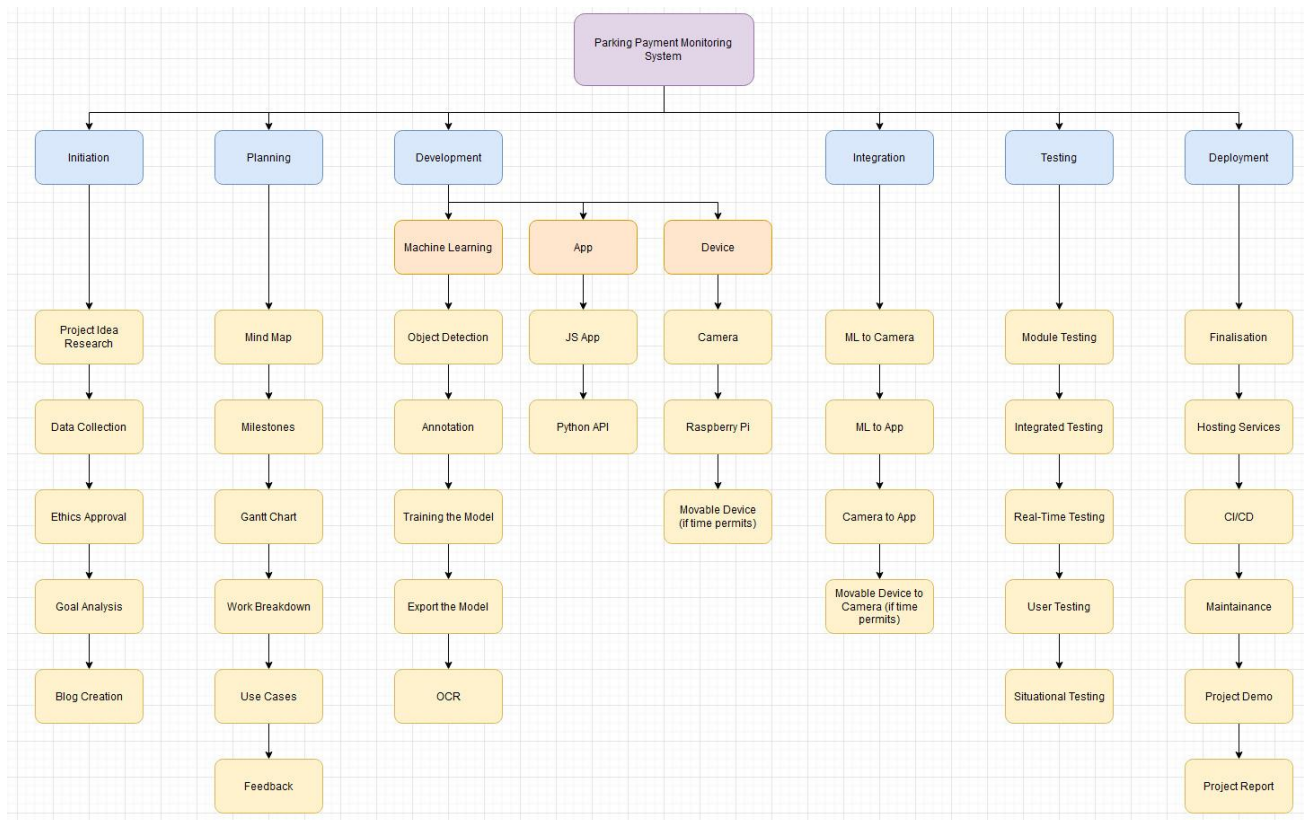 Parking Payment Monitoring
System
Initiation
Planning
Development
Integration
Testing
Deployment
Machine Learning
App
Device
Project Idea
Research
Mind Map
Object Detection
JS App
Camera
ML to Camera
Module Testing
Finalisation
Data Collection
Milestones
Annotation
Python API
Raspberry Pi
ML to App
Integrated Testing
Hosting Services
Ethics Approval
Gantt Chart
Training the Model
Movable Device
(if time permits)
Camera to App
Real-Time Testing
CI/CD
Goal Analysis
Work Breakdown
Export the Model
Movable Device to
Camera (if time
permits)
User Testing
Maintainance
Blog Creation
Use Cases
OCR
Situational Testing
Project Demo
Feedback
Project Report